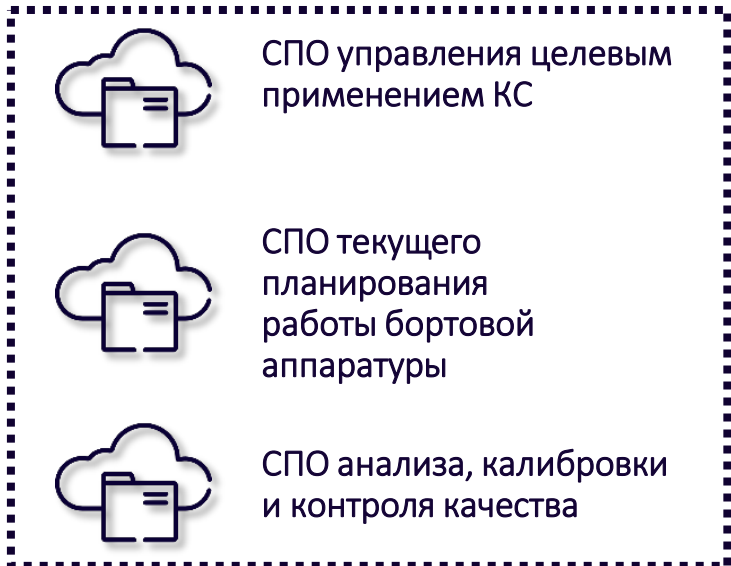 СПО управления целевым
применением КС
СПО текущего
планирования
работы бортовой
аппаратуры
СПО анализа, калибровки
и контроля качества